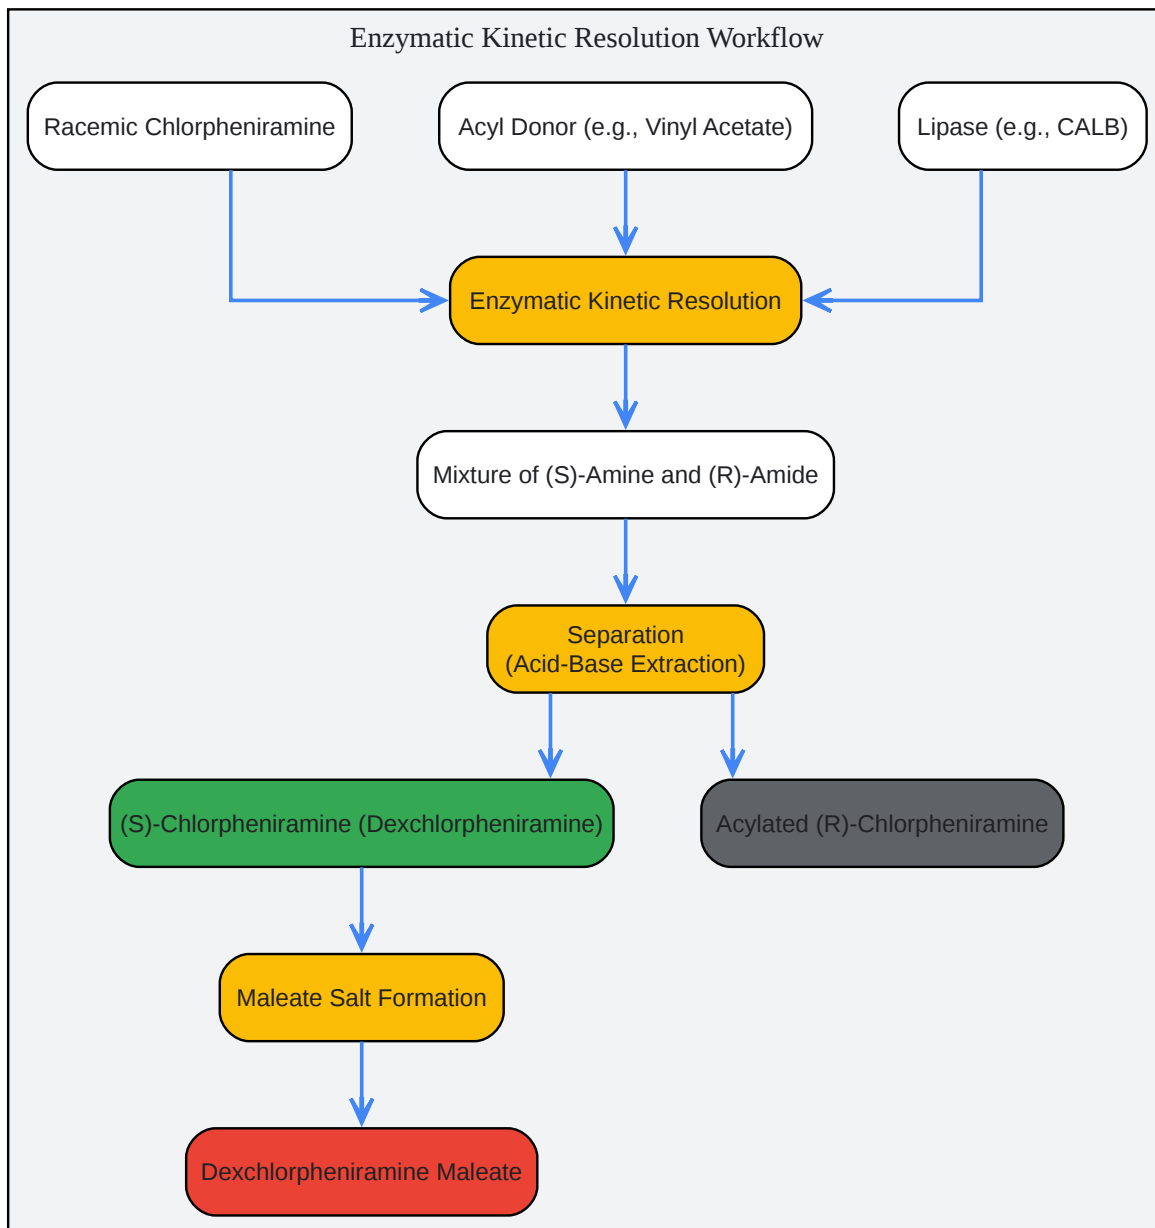 Enzymatic Kinetic Resolution Workflow
Racemic Chlorpheniramine
Acyl Donor (e.g., Vinyl Acetate)
Lipase (e.g., CALB)
Enzymatic Kinetic Resolution
Mixture of (S)-Amine and (R)-Amide
Separation
(Acid-Base Extraction)
(S)-Chlorpheniramine (Dexchlorpheniramine)
Acylated (R)-Chlorpheniramine
Maleate Salt Formation
Dexchlorpheniramine Maleate